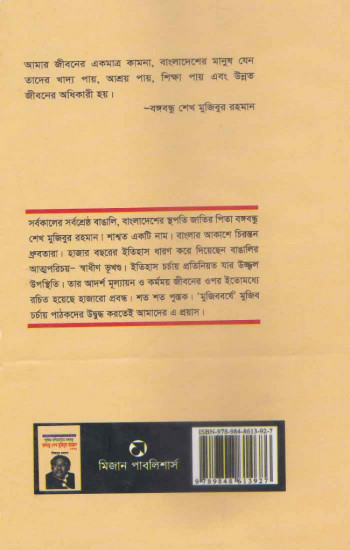 আমার জীবনের একমাত্র কামনা, বাংলাদেশের মানুষ যেন
তাদের খাদ্য পায়, আশ্রয় পায়, শিক্ষা পায় এবং উন্নত
জীবনের অধিকারী হয়।
–বঙ্গবন্ধু শেখ মুজিবুর রহমান
সর্বকালের সর্বশ্রেষ্ঠ বাঙালি, বাংলাদেশের স্থপতি জাতির পিতা বঙ্গবন্ধু
শেখ মুজিবুর রহমান। শাশ্বত একটি নাম। বাংলার আকাশে চিরন্তন
ধ্রুবতারা। হাজার বছরের ইতিহাস ধারণ করে দিয়েছেন বাঙালির
আত্মপরিচয়– স্বাধীণ ভূখণ্ড। ইতিহাস চর্চায় প্রতিনিয়ত যার উজ্জ্বল
উপস্থিতি। তার আদর্শ মূল্যায়ন ও কর্মময় জীবনের ওপর ইতোমধ্যে
রচিত হয়েছে হাজারো প্রবন্ধ। শত শত পুস্তক। 'মুজিববর্ষে' মুজিব
চর্চায় পাঠকদের উদ্বুদ্ধ করতেই আমাদের এ প্রয়াস।
মিজান পাবলিশার্স
ISBN-978-984-8613-92-7
9 789848 613927